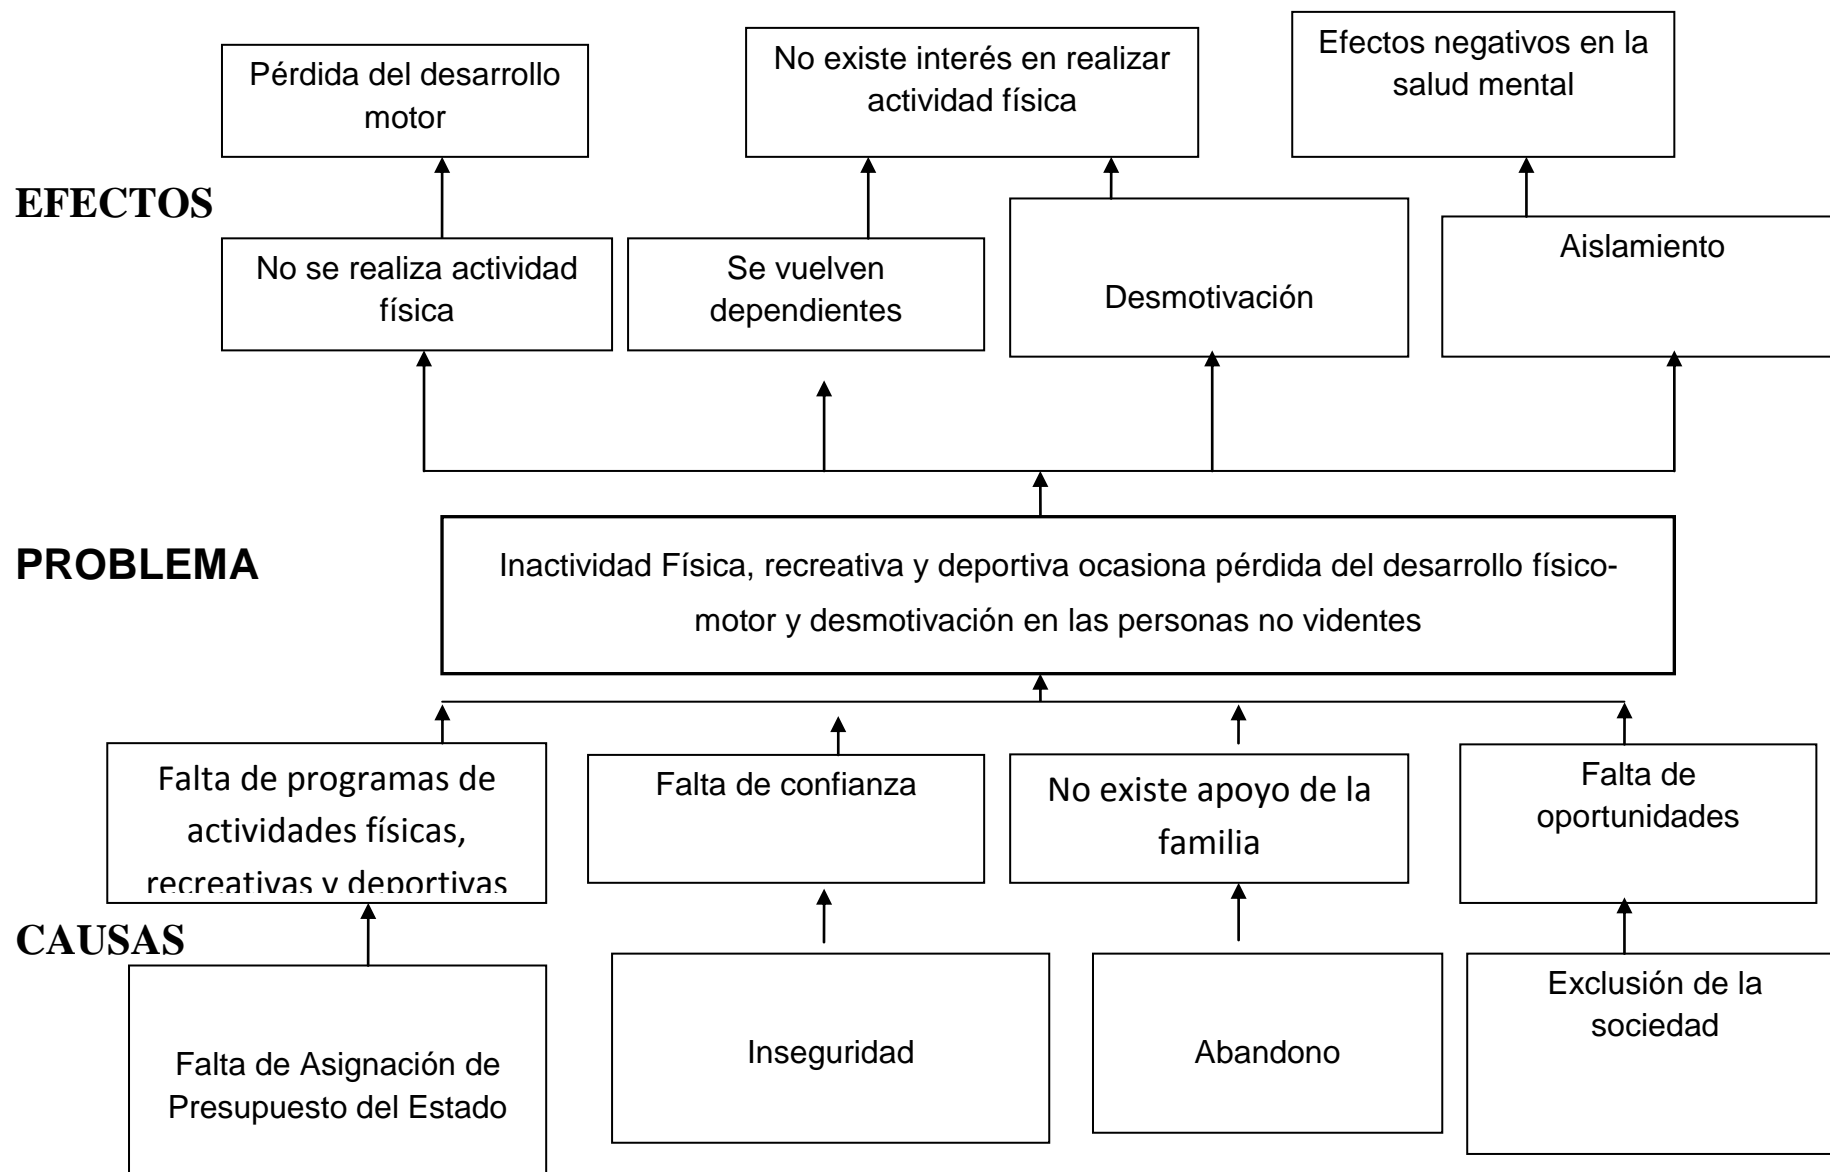 Pérdida del desarrollo
motor
No existe interés en realizar
actividad física
Efectos negativos en la
salud mental
EFECTOS
No se realiza actividad
física
Se vuelven
dependientes
Desmotivación
Aislamiento
PROBLEMA
Inactividad Física, recreativa y deportiva ocasiona pérdida del desarrollo físico-
motor y desmotivación en las personas no videntes
Falta de programas de
actividades físicas,
recreativas y deportivas
Falta de confianza
No existe apoyo de la
familia
Falta de
oportunidades
CAUSAS
Falta de Asignación de
Presupuesto del Estado
Inseguridad
Abandono
Exclusión de la
sociedad